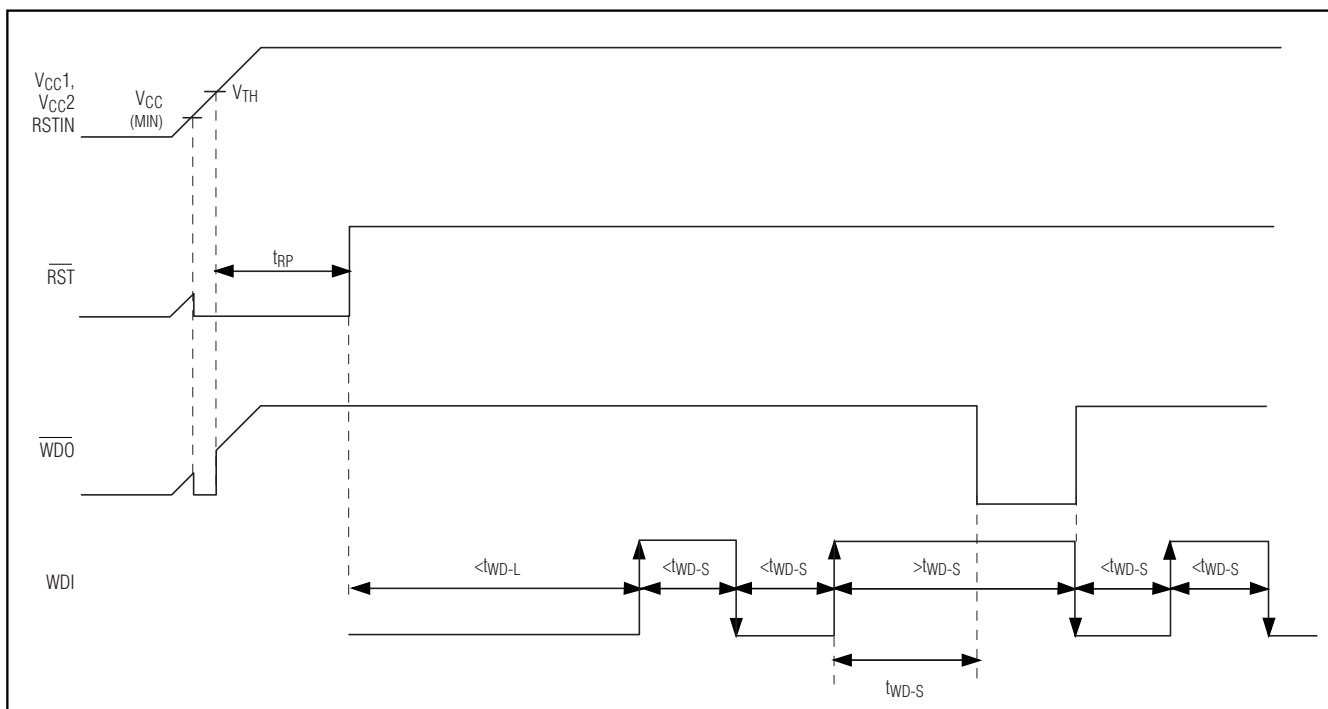 VCC1,
VCC2
RSTIN
VCC
(MIN)
VTH
tRP
RST
WDO
WDI
<tWD-L
<tWD-S
<tWD-S
>tWD-S
<tWD-S
<tWD-S
tWD-S